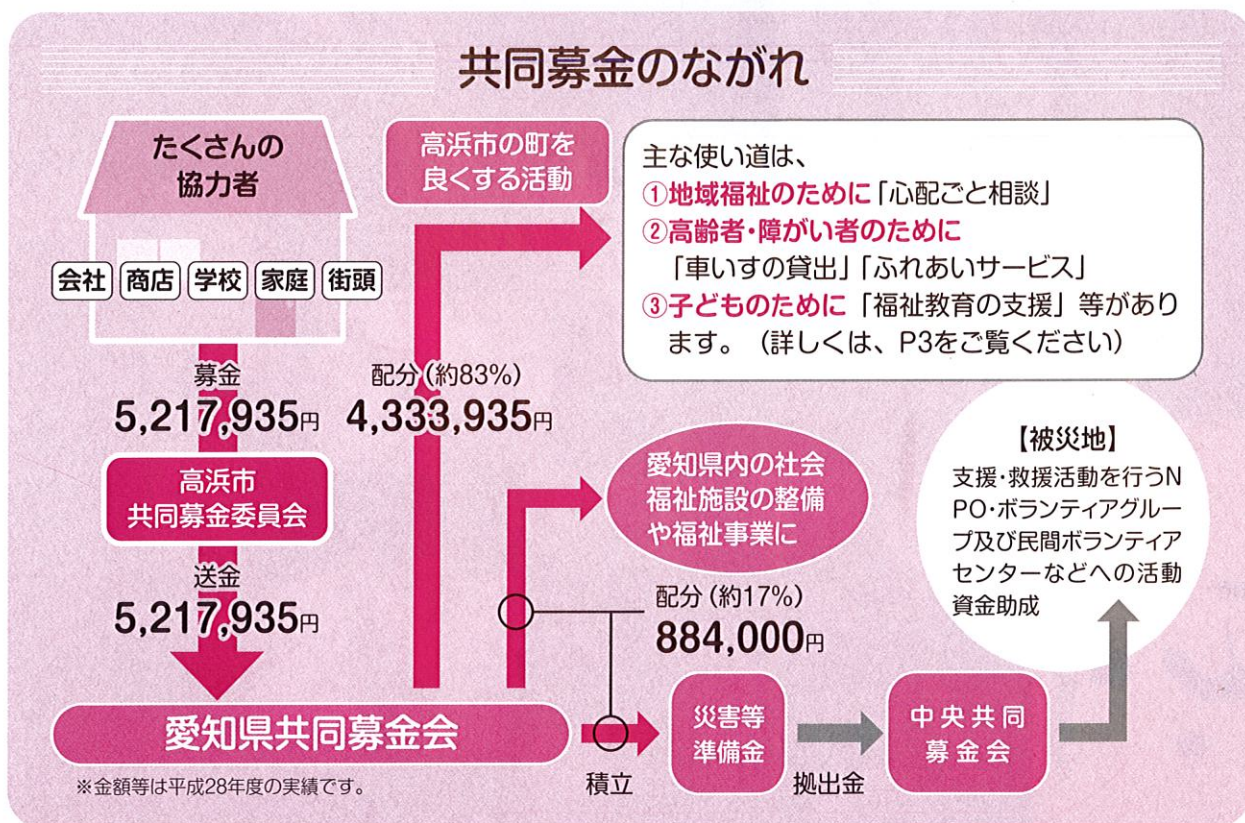 共同募金のながれ
たくさんの
協力者
会社 商店 学校 家庭 街頭
募金
5,217,935円
高浜市
共同募金委員会
送金
5,217,935円
愛知県共同募金会
※金額等は平成28年度の実績です。
高浜市の町を
良くする活動
配分(約83%)
4,333,935円
主な使い道は、
①地域福祉のために「心配ごと相談」
②高齢者・障がい者のために
「車いすの貸出」「ふれあいサービス」
③子どものために「福祉教育の支援」等があり
ます。(詳しくは、P3をご覧ください)
愛知県内の社会
福祉施設の整備
や福祉事業に
配分(約17%)
884,000円
積立
災害等
準備金
拠出金
中央共同
募金会
【被災地】
支援・救援活動を行うN
PO・ボランティアグルー
プ及び民間ボランティア
センターなどへの活動
資金助成